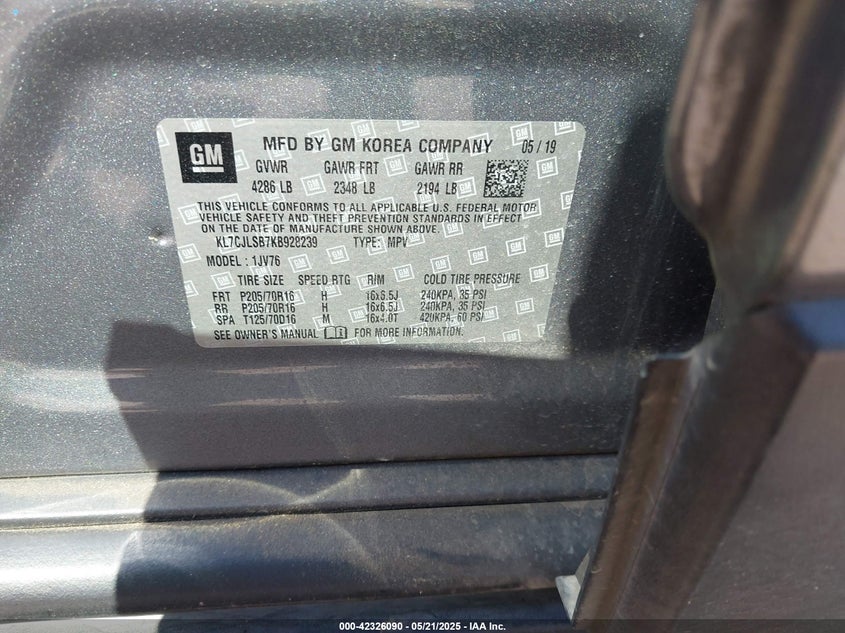 GM
MFD BY GM KOREA COMPANY 05/19
GVWR GAWR FRT GAWR RR
4286 LB 2348 LB 2194 LB
THIS VEHICLE CONFORMS TO ALL APPLICABLE U.S. FEDERAL MOTOR
VEHICLE SAFETY AND THEFT PREVENTION STANDARDS IN EFFECT
ON THE DATE OF MANUFACTURE SHOWN ABOVE.
KL7CJLSB7KB928239 TYPE: MPV
MODEL : 1JV76
TIRE SIZE SPEED RTG RIM COLD TIRE PRESSURE
FRT P205/70R16 H 16x6.5J 240KPA, 35 PSI
RR P205/70R16 H 16x6.5J 240KPA, 35 PSI
SPA T125/70D16 M 16x4.0T 420KPA, 60 PSI
SEE OWNER'S MANUAL FOR MORE INFORMATION.
000-42326090 - 05/21/2025 - IAA Inc.